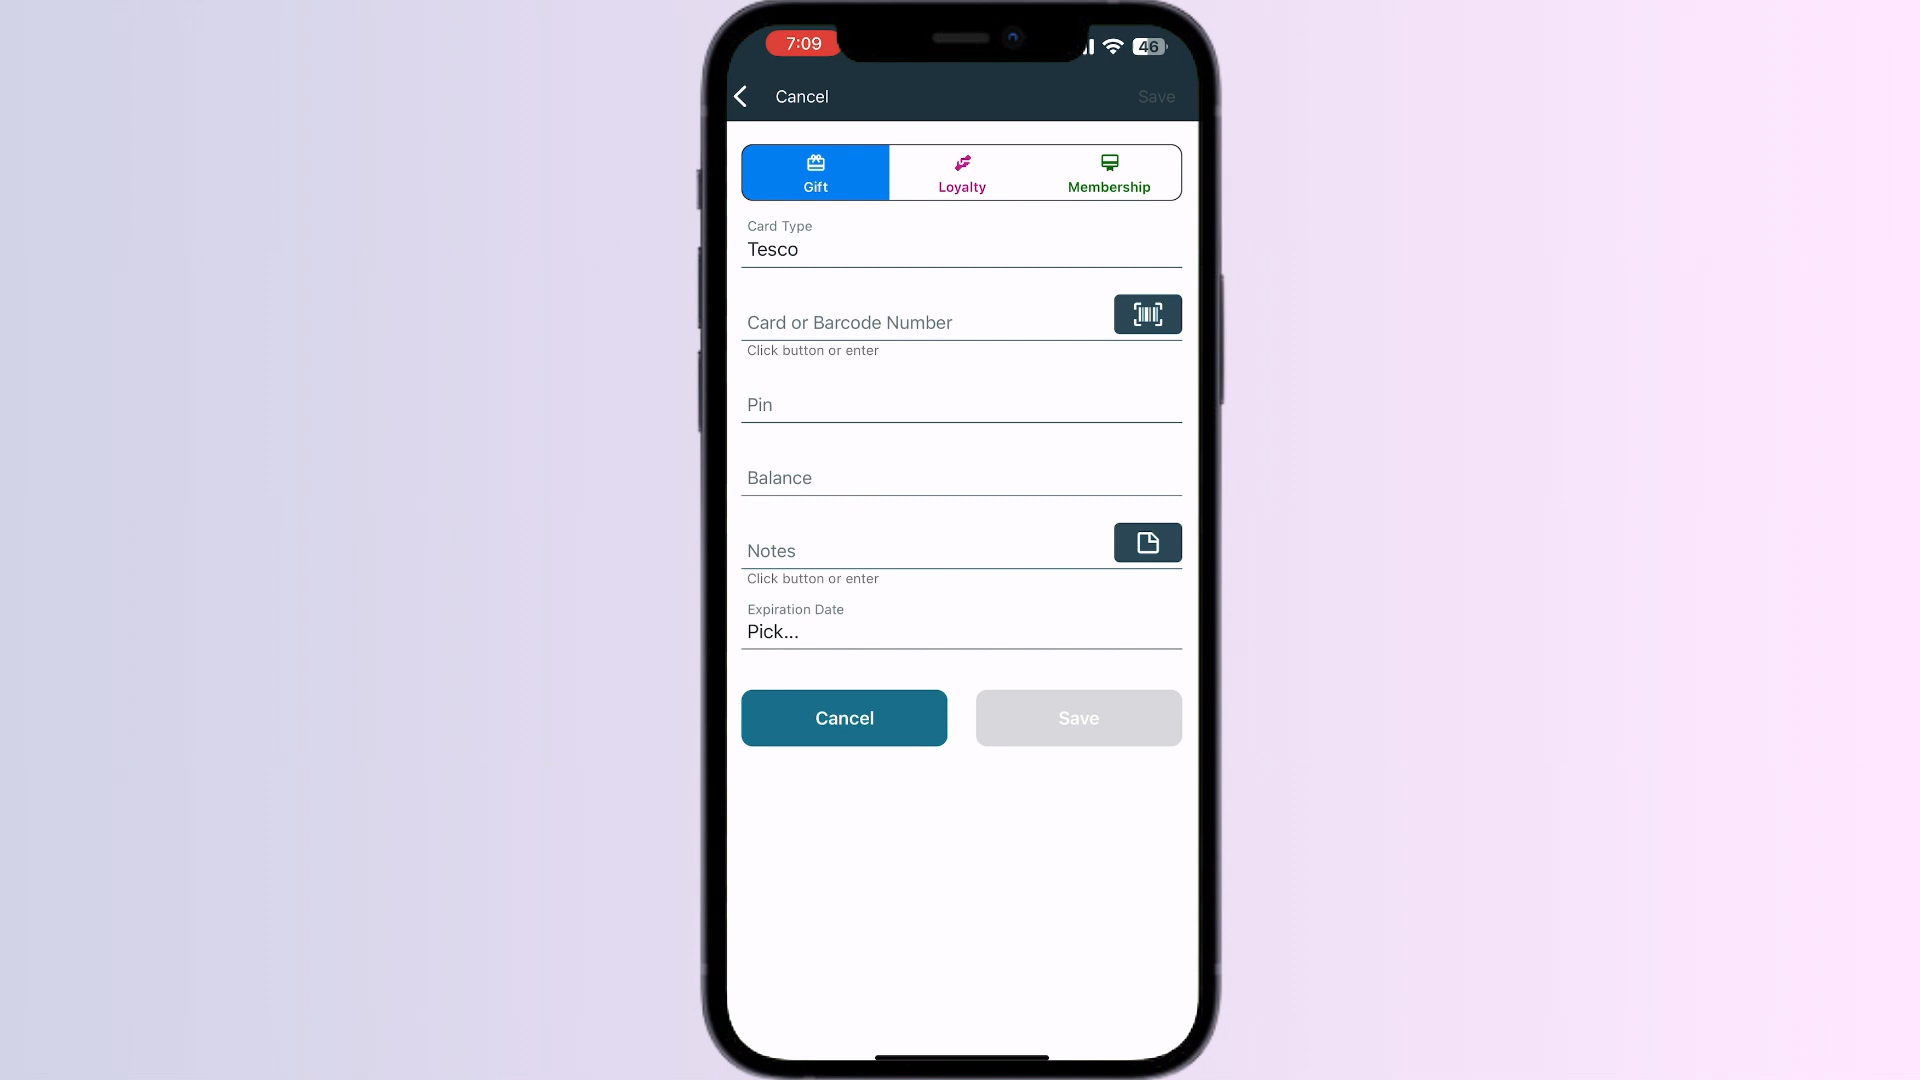 7:09
46
Cancel
Save
Gift
Loyalty
Membership
Card Type
Tesco
Card or Barcode Number
Click button or enter
Pin
Balance
Notes
Click button or enter
Expiration Date
Pick...
Cancel
Save